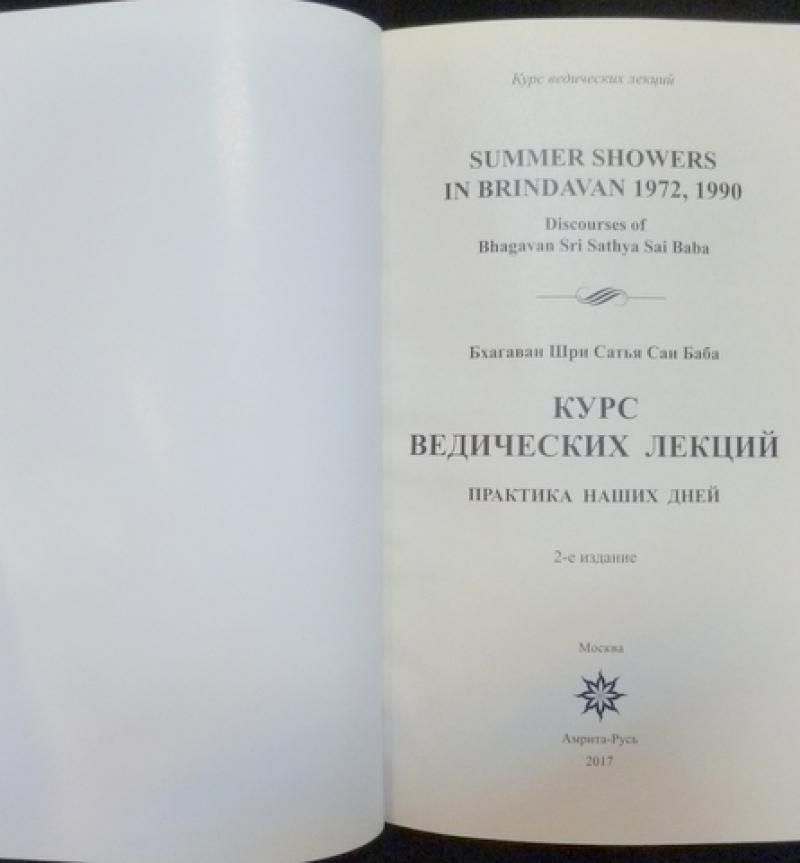 Курс ведических лекций
SUMMER SHOWERS
IN BRINDAVAN 1972, 1990
Discourses of
Bhagavan Sri Sathya Sai Baba
Бхагаван Шри Сатья Саи Баба
КУРС
ВЕДИЧЕСКИХ ЛЕКЦИЙ
ПРАКТИКА НАШИХ ДНЕЙ
2-е издание
Москва
Амрита-Русь
2017